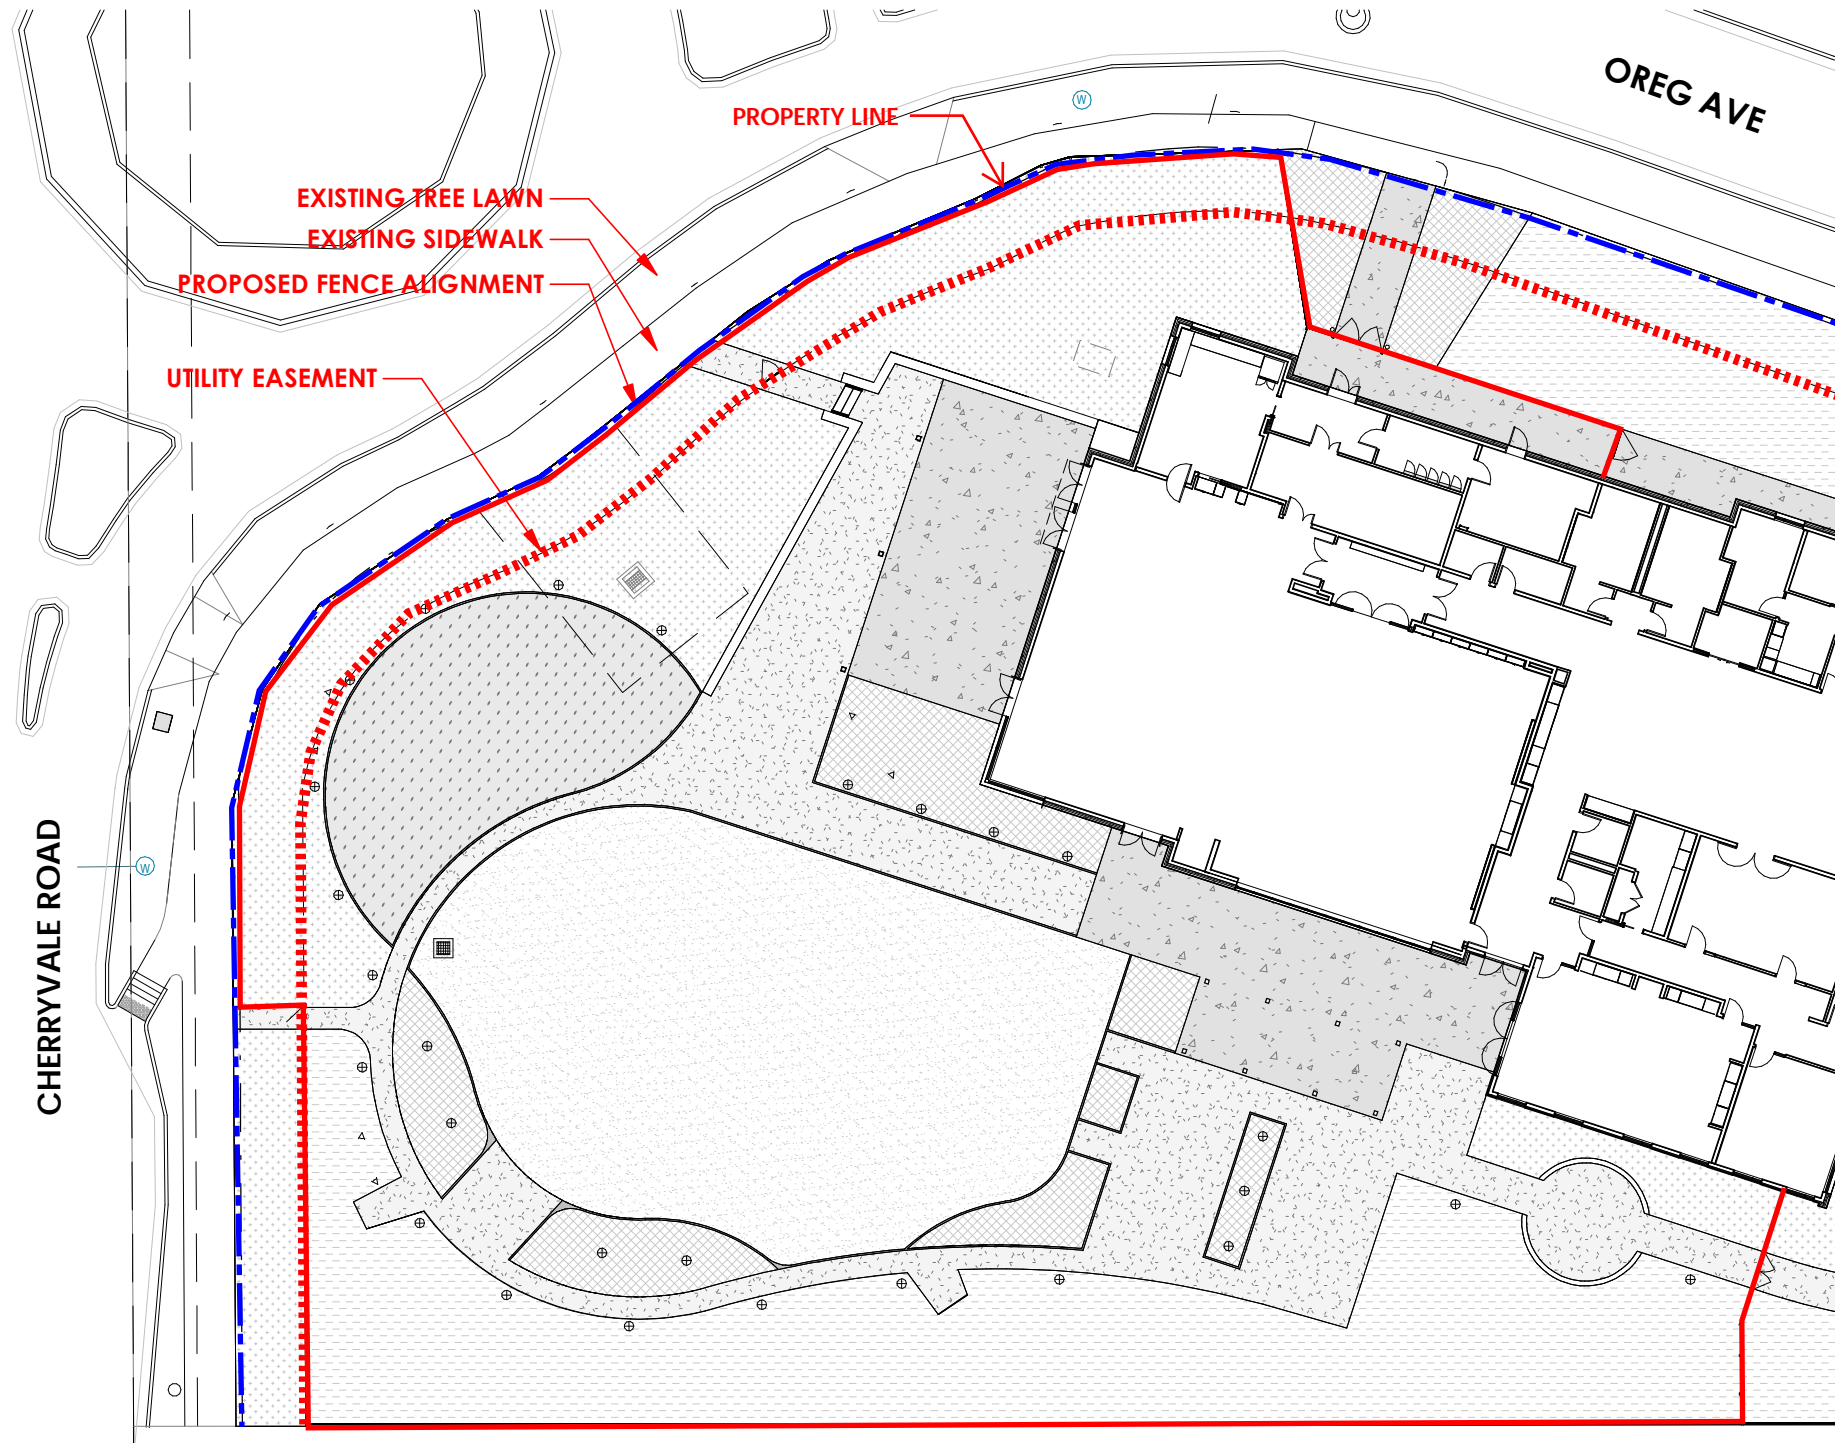 OREG AVE
W
PROPERTY LINE
EXISTING TREE LAWN
EXISTING SIDEWALK
PROPOSED FENCE ALIGNMENT
UTILITY EASEMENT
CHERRYVALE ROAD
W